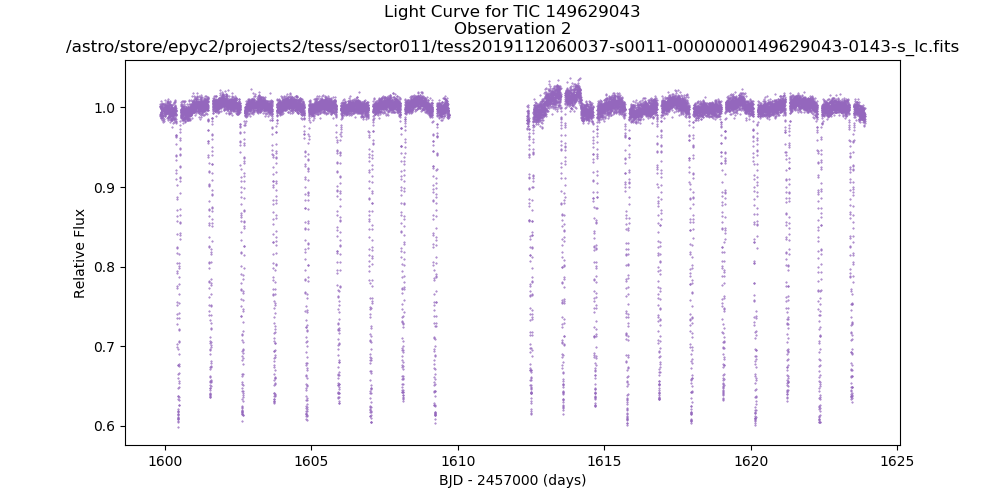 Light Curve for TIC 149629043
Observation 2
/astro/store/epyc2/projects2/tess/sector011/tess2019112060037-s0011-0000000149629043-0143-s_lc.fits
1.0
0.9
0.8
0.7
0.6
Relative Flux
1600
1605
1610
1615
1620
1625
BJD - 2457000 (days)